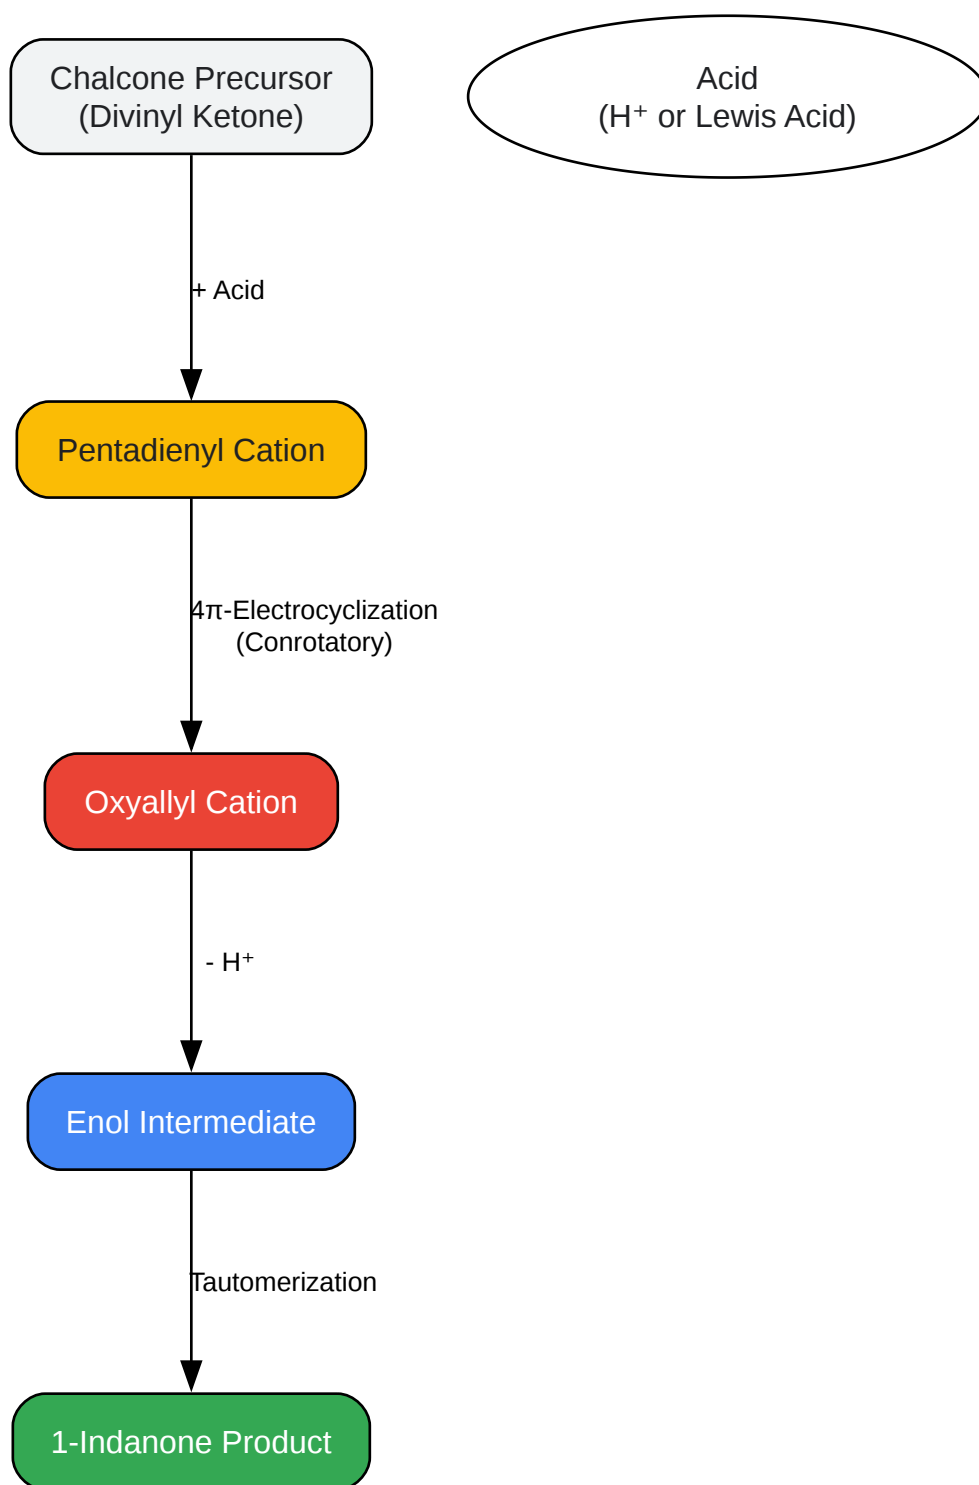 Chalcone Precursor
(Divinyl Ketone)
Acid
(H⁺ or Lewis Acid)
+ Acid
Pentadienyl Cation
4π-Electrocyclization
(Conrotatory)
Oxyallyl Cation
- H⁺
Enol Intermediate
Tautomerization
1-Indanone Product